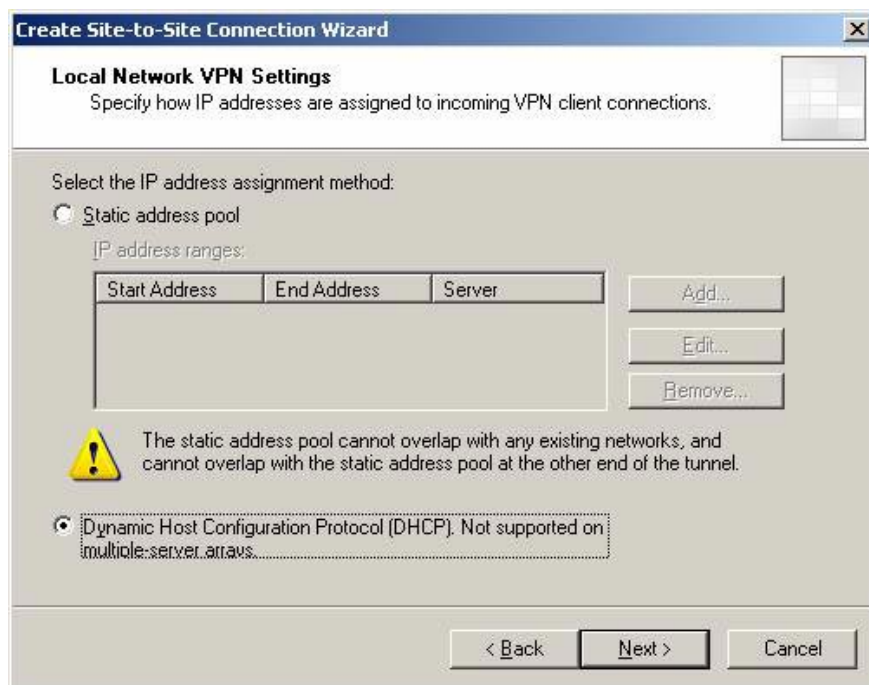 Create Site-to-Site Connection Wizard
Local Network VPN Settings
Specify how IP addresses are assigned to incoming VPN client connections.
Select the IP address assignment method:
Static address pool
IP address ranges:
Start Address End Address Server
Add...
Edit...
Remove...
The static address pool cannot overlap with any existing networks, and
cannot overlap with the static address pool at the other end of the tunnel.
Dynamic Host Configuration Protocol (DHCP). Not supported on
multiple-server arrays.
< Back Next > Cancel